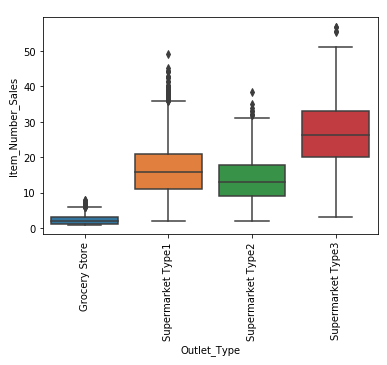 Item_Number_Sales
50
40
30
20
10
0
Grocery Store
Supermarket Type1
Supermarket Type2
Supermarket Type3
Outlet_Type